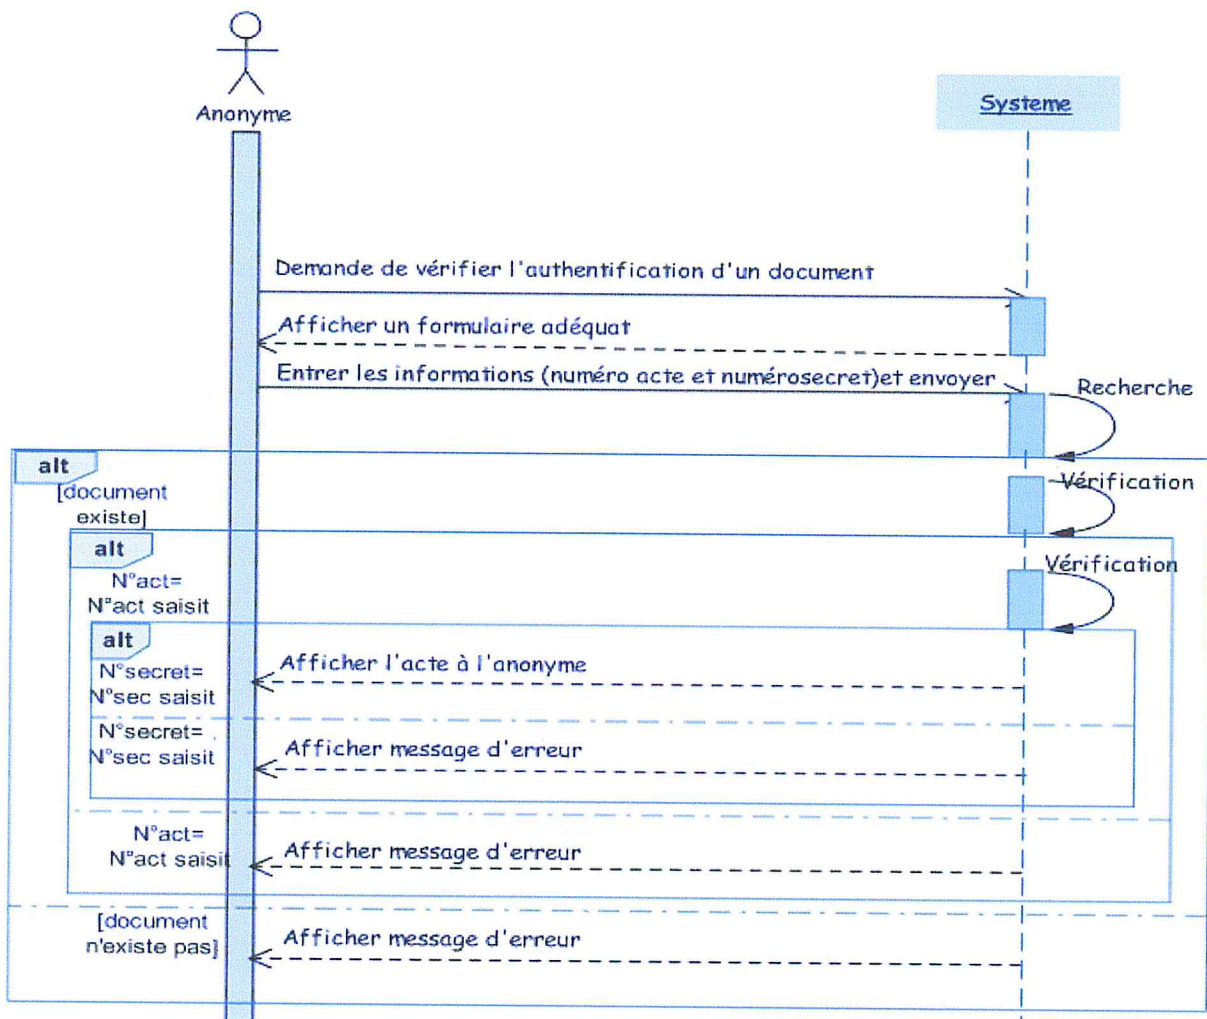 Anonyme
Systeme
Demande de vérifier l'authentification d'un document
Afficher un formulaire adéquat
Entrer les informations (numéro acte et numérosecret)et envoyer
Recherche
alt
[document
existe]
Vérification
alt
N°act=
N°act saisit
Vérification
alt
N°secret=
N°sec saisit
Afficher l'acte à l'anonyme
N°secret=
N°sec saisit
Afficher message d'erreur
N°act=
N°act saisit
Afficher message d'erreur
[document
n'existe pas]
Afficher message d'erreur